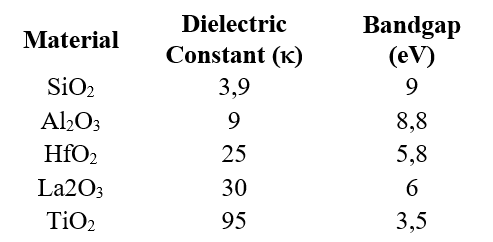 Material Dielectric Constant (κ) Bandgap (eV)
SiO₂ 3,9 9
Al₂O₃ 9 8,8
HfO₂ 25 5,8
La2O₃ 30 6
TiO₂ 95 3,5